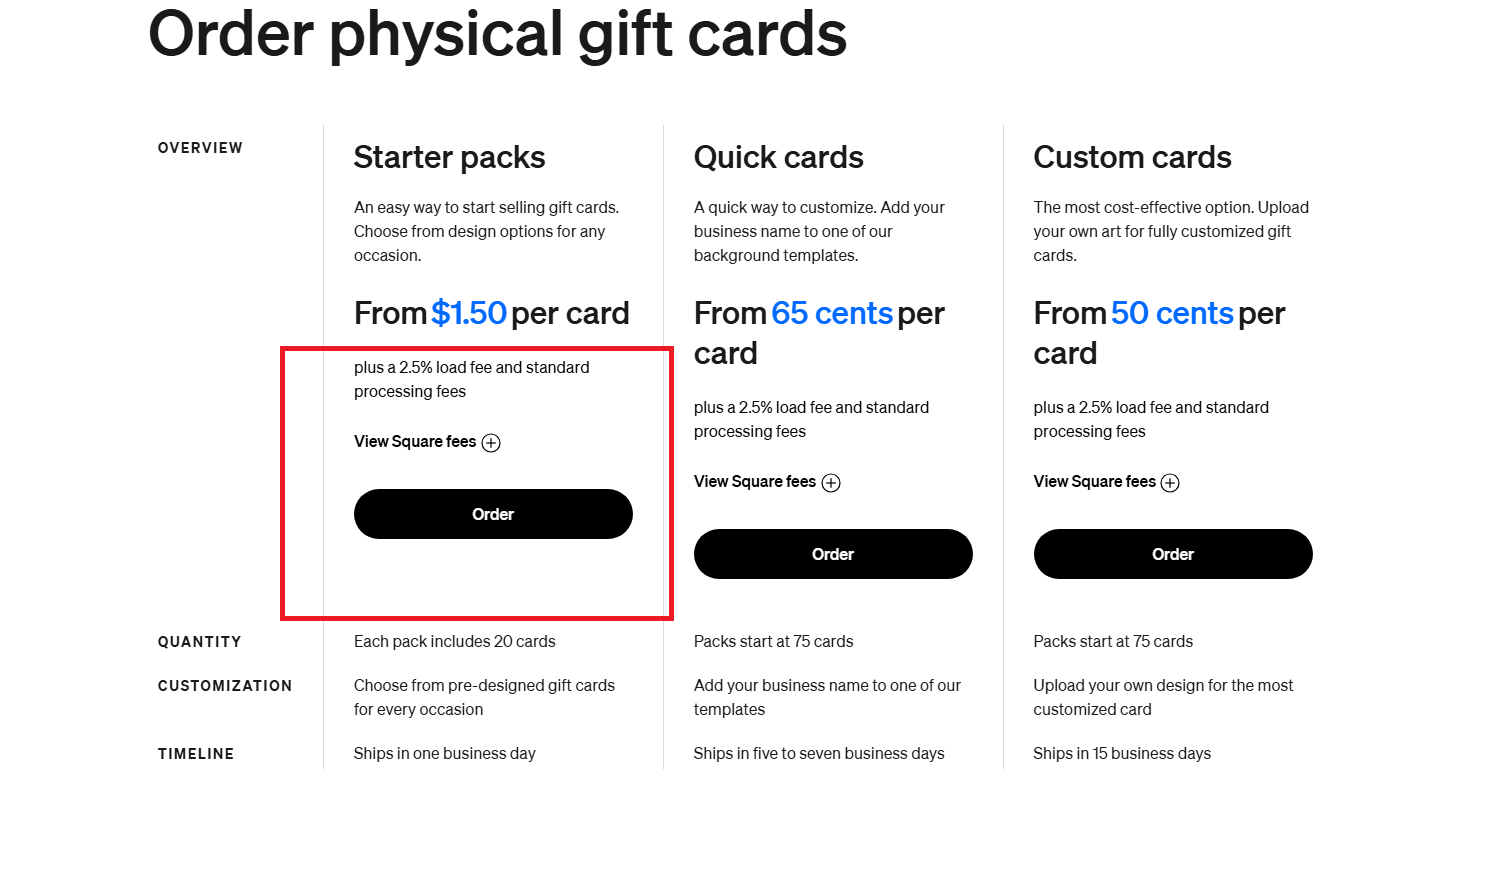 Order physical gift cards
OVERVIEW
Starter packs
An easy way to start selling gift cards.
Choose from design options for any
occasion.
From $1.50 per card
plus a 2.5% load fee and standard
processing fees
View Square fees
Order
Quick cards
A quick way to customize. Add your
business name to one of our
background templates.
From 65 cents per
card
plus a 2.5% load fee and standard
processing fees
View Square fees
Order
Custom cards
The most cost-effective option. Upload
your own art for fully customized gift
cards.
From 50 cents per
card
plus a 2.5% load fee and standard
processing fees
View Square fees
Order
QUANTITY
Each pack includes 20 cards
Packs start at 75 cards
Packs start at 75 cards
CUSTOMIZATION
Choose from pre-designed gift cards
for every occasion
Add your business name to one of our
templates
Upload your own design for the most
customized card
TIMELINE
Ships in one business day
Ships in five to seven business days
Ships in 15 business days